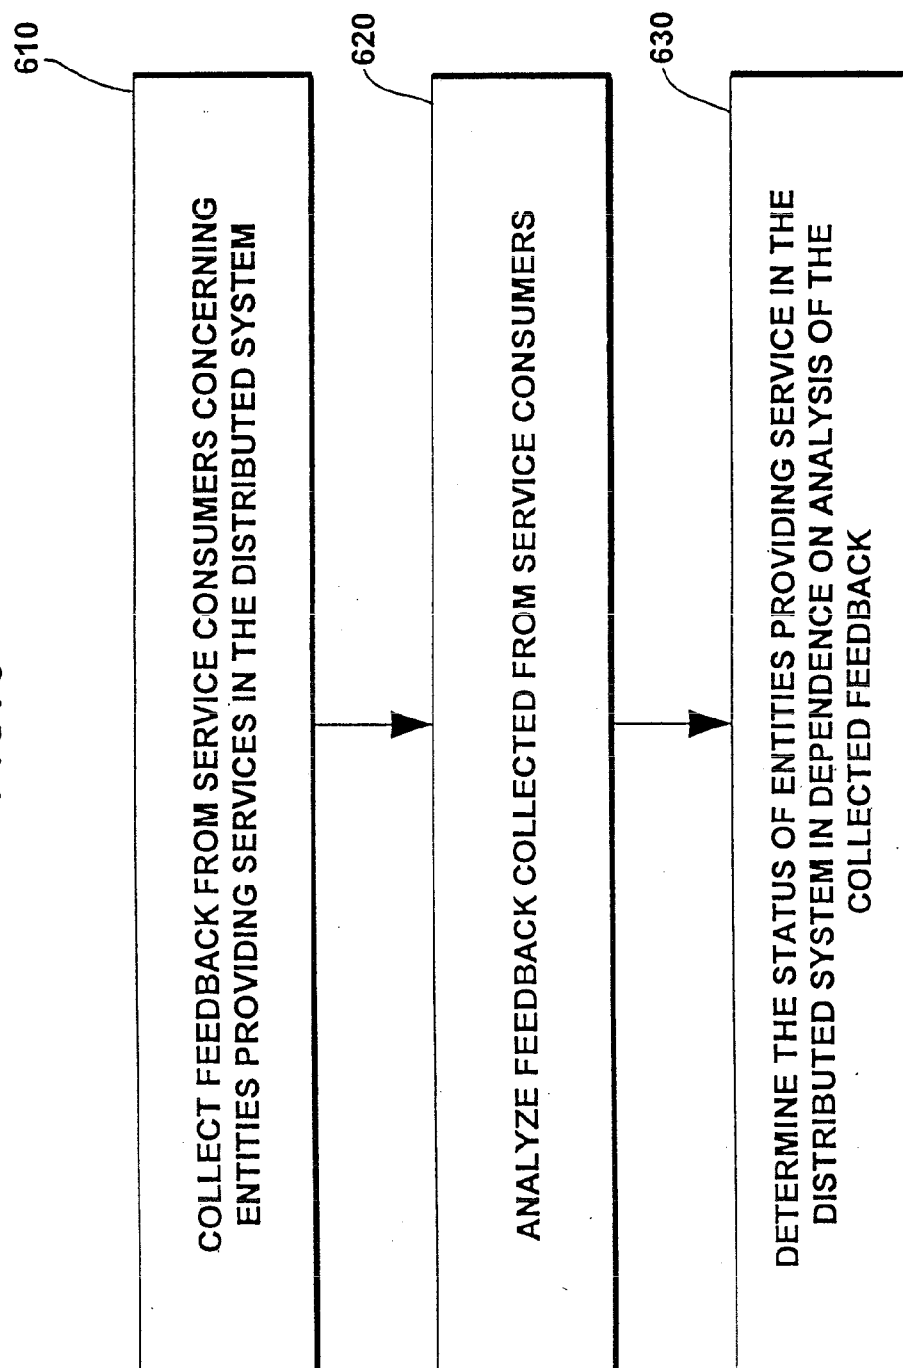 610
COLLECT FEEDBACK FROM SERVICE CONSUMERS CONCERNING
ENTITIES PROVIDING SERVICES IN THE DISTRIBUTED SYSTEM
620
ANALYZE FEEDBACK COLLECTED FROM SERVICE CONSUMERS
630
DETERMINE THE STATUS OF ENTITIES PROVIDING SERVICE IN THE
DISTRIBUTED SYSTEM IN DEPENDENCE ON ANALYSIS OF THE
COLLECTED FEEDBACK